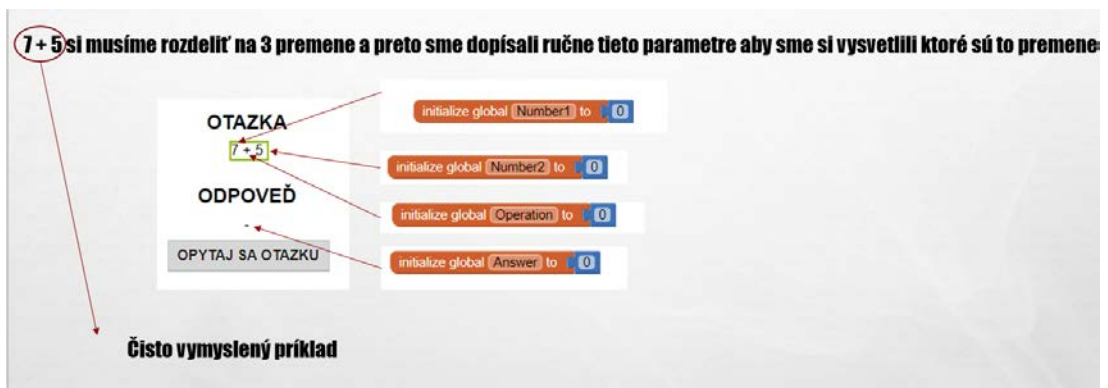 7 + 5 si musíme rozdeliť na 3 premene a preto sme dopísali ručne tieto parametre aby sme si vysvetlili ktoré sú to premene
OTAZKA
7 + 5
ODPOVEĎ
-
OPYTAJ SA OTAZKU
initialize global Number1 to 0
initialize global Number2 to 0
initialize global Operation to 0
initialize global Answer to 0
Čisto vymyslený príklad